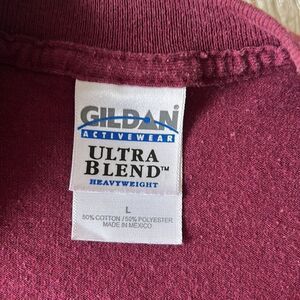 GILDAN
ACTIVEWEAR
ULTRA
BLEND™
HEAVYWEIGHT
L
50% COTTON / 50% POLYESTER
MADE IN MEXICO